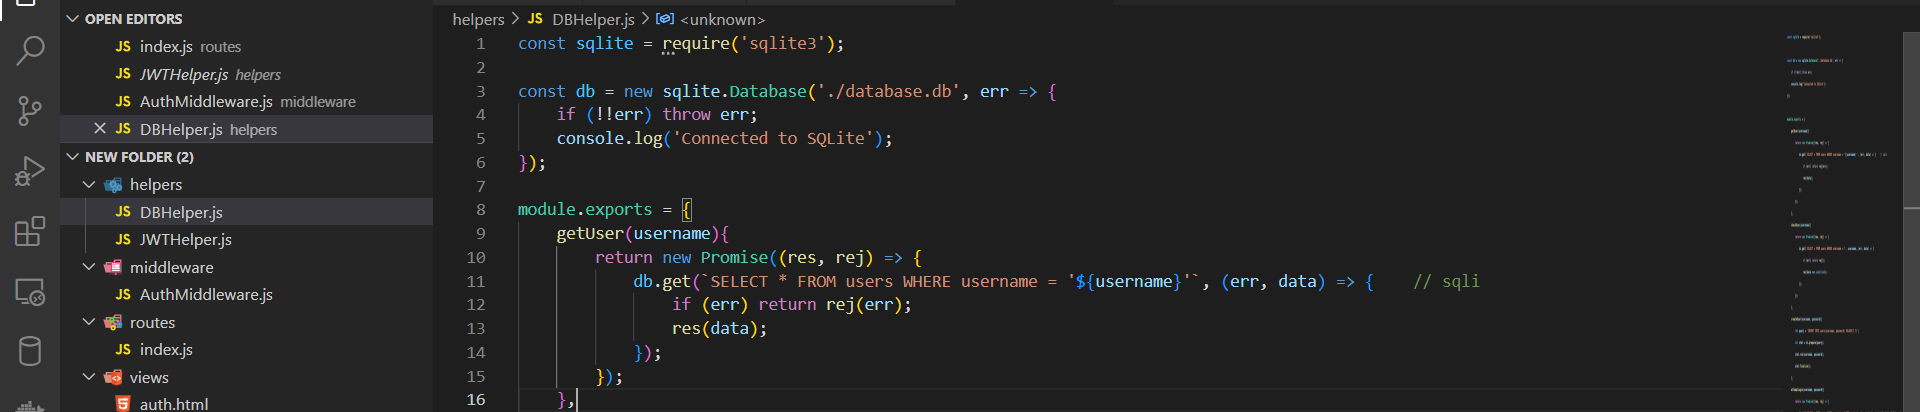 OPEN EDITORS
JS index.js routes
JS JWTHelper.js helpers
JS AuthMiddleware.js middleware
JS DBHelper.js helpers
NEW FOLDER (2)
helpers
JS DBHelper.js
JS JWTHelper.js
middleware
JS AuthMiddleware.js
routes
JS index.js
views
auth.html
helpers > JS DBHelper.js > <unknown>
1 const sqlite = require('sqlite3');
2
3 const db = new sqlite.Database('./database.db', err => {
4     if (!!err) throw err;
5     console.log('Connected to SQLite');
6 });
7
8 module.exports = {
9     getUser(username){
10         return new Promise((res, rej) => {
11             db.get(`SELECT * FROM users WHERE username = '${username}'`, (err, data) => {    // sqli
12                 if (err) return rej(err);
13                 res(data);
14             });
15         });
16     },